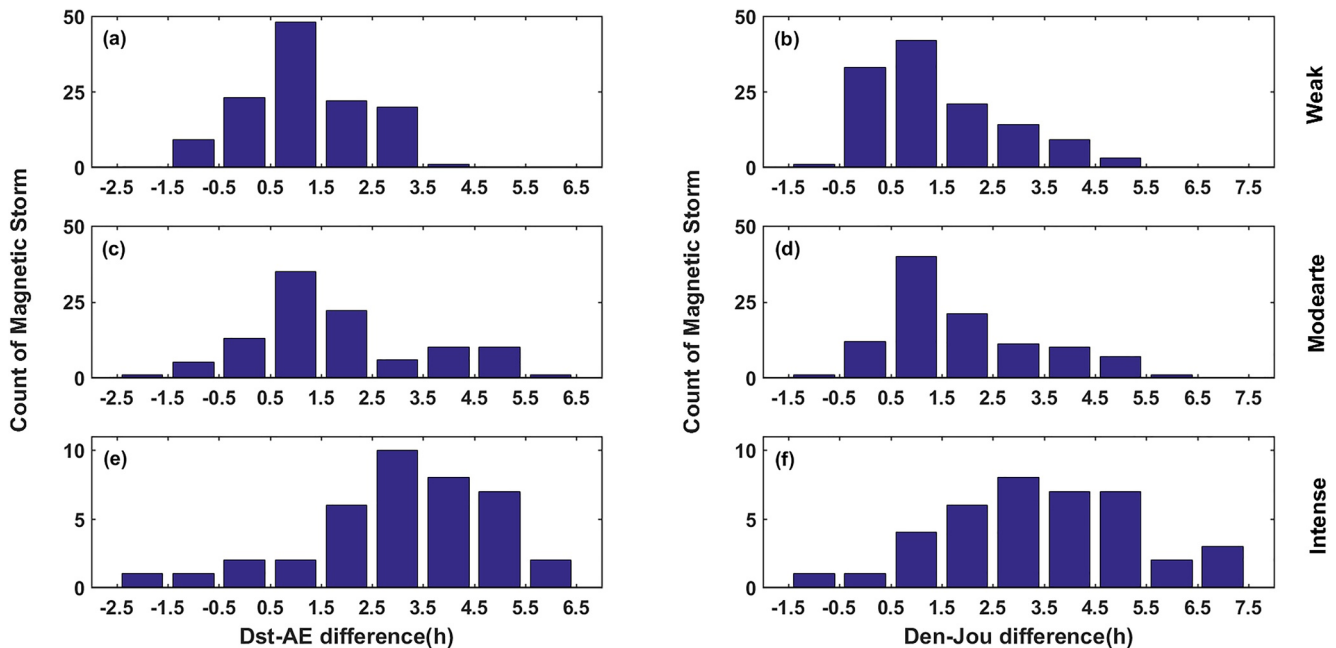 (a)
50
25
0
-2.5 -1.5 -0.5 0.5 1.5 2.5 3.5 4.5 5.5 6.5
(b)
50
25
0
-1.5 -0.5 0.5 1.5 2.5 3.5 4.5 5.5 6.5 7.5
Weak
Count of Magnetic Storm
(c)
50
25
0
-2.5 -1.5 -0.5 0.5 1.5 2.5 3.5 4.5 5.5 6.5
Count of Magnetic Storm
(d)
50
25
0
-1.5 -0.5 0.5 1.5 2.5 3.5 4.5 5.5 6.5 7.5
Modearte
(e)
10
5
0
-2.5 -1.5 -0.5 0.5 1.5 2.5 3.5 4.5 5.5 6.5
Dst-AE difference(h)
(f)
10
5
0
-1.5 -0.5 0.5 1.5 2.5 3.5 4.5 5.5 6.5 7.5
Den-Jou difference(h)
Intense